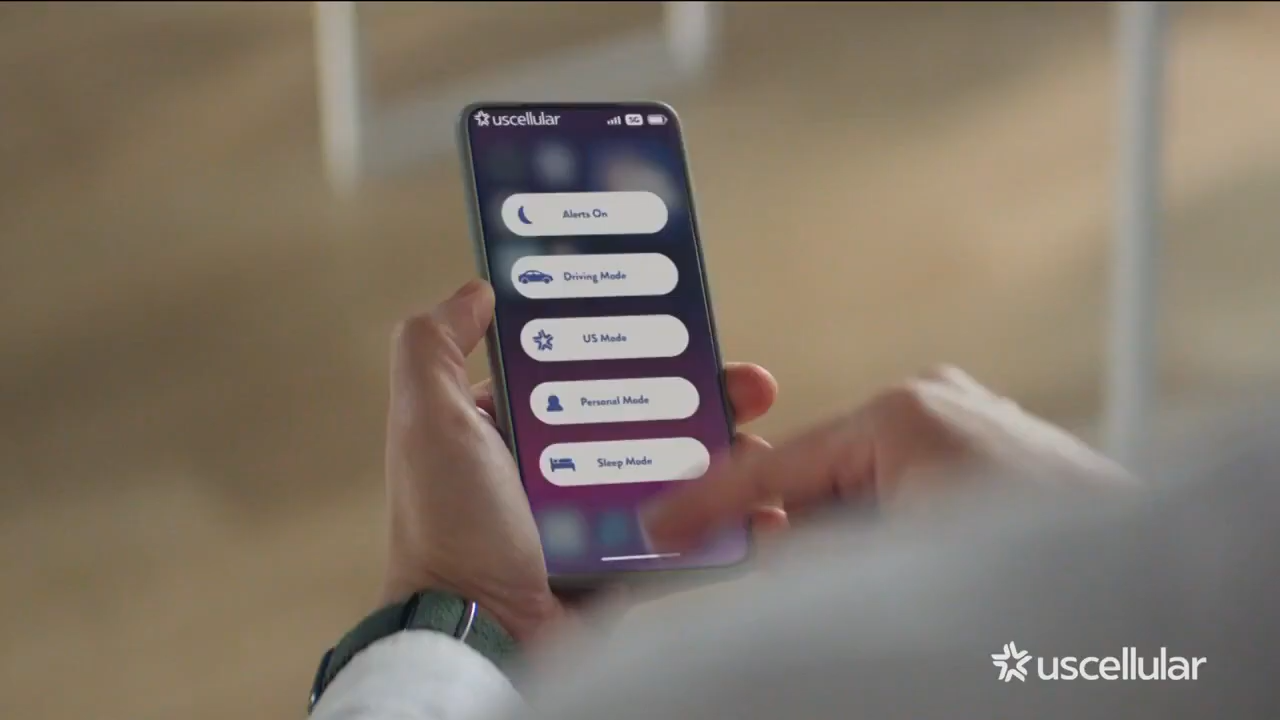 uscellular 5G
Alerts On
Driving Mode
US Mode
Personal Mode
Sleep Mode
uscellular